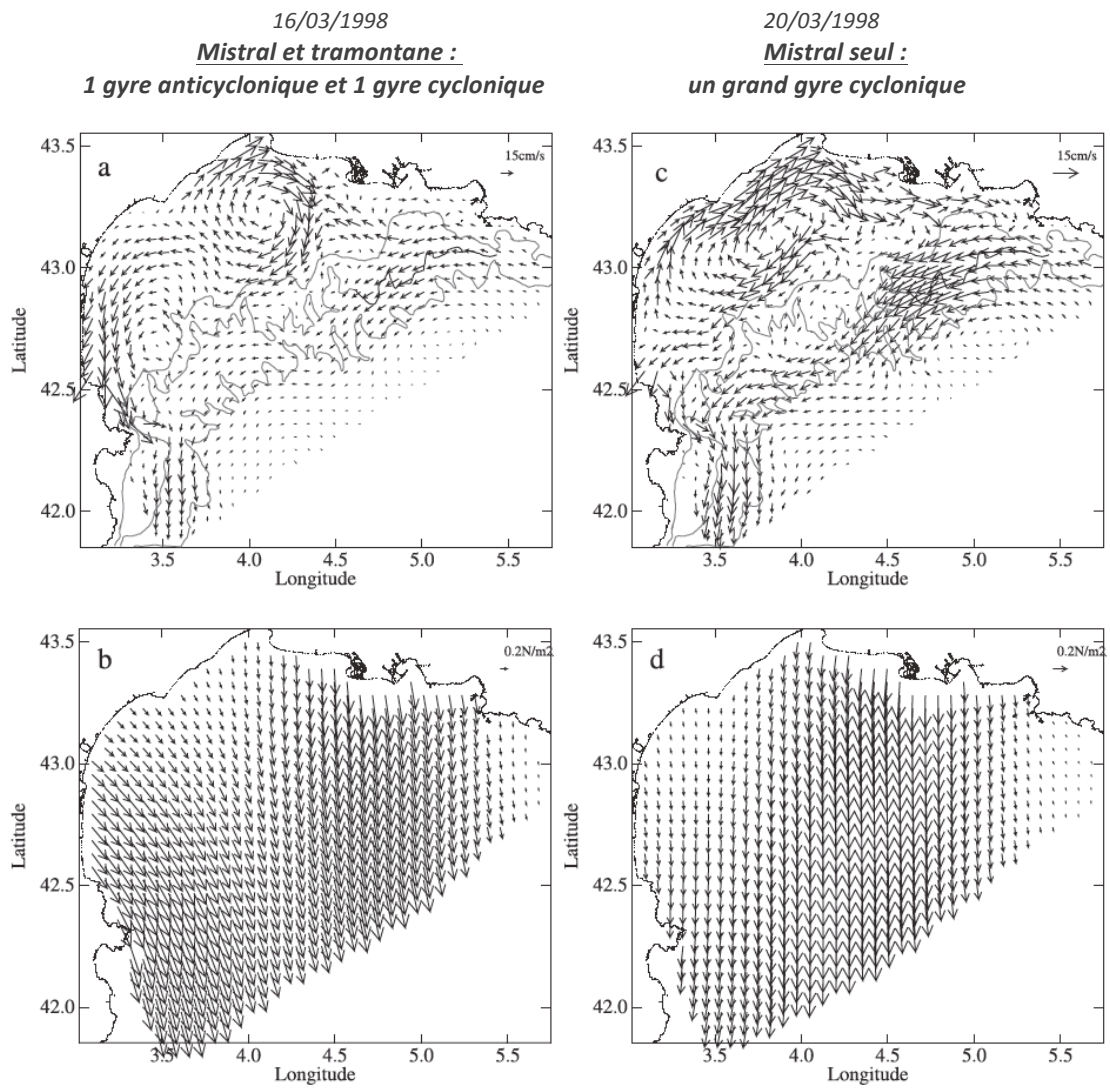 16/03/1998
Mistral et tramontane :
1 gyre anticyclonique et 1 gyre cyclonique
20/03/1998
Mistral seul :
un grand gyre cyclonique
a
15cm/s
43.5
43.0
42.5
42.0
Latitude
3.5 4.0 4.5 5.0 5.5
Longitude
c
15cm/s
43.5
43.0
42.5
42.0
Latitude
3.5 4.0 4.5 5.0 5.5
Longitude
b
0.2N/m2
43.5
43.0
42.5
42.0
Latitude
3.5 4.0 4.5 5.0 5.5
Longitude
d
0.2N/m2
43.5
43.0
42.5
42.0
Latitude
3.5 4.0 4.5 5.0 5.5
Longitude